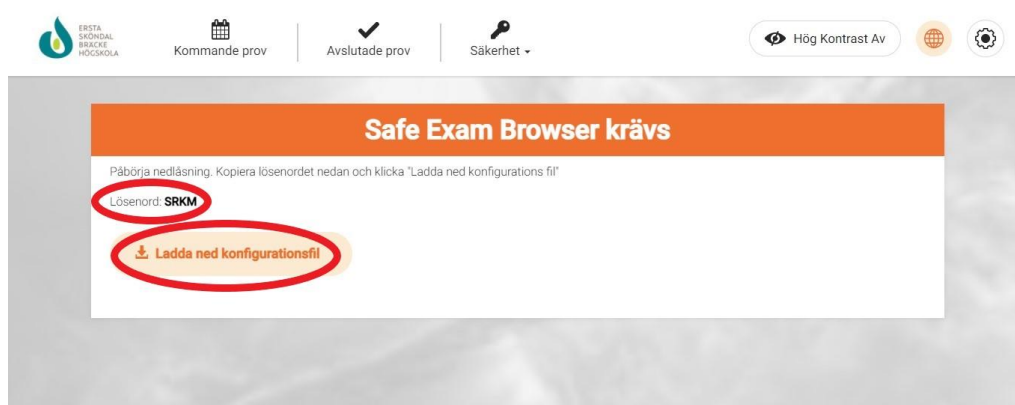 ERSTA
SKÖNDAL
BRÄCKE
HÖGSKOLA
Kommande prov
Avslutade prov
Säkerhet
Hög Kontrast Av
Safe Exam Browser krävs
Påbörja nedlåsning. Kopiera lösenordet nedan och klicka "Ladda ned konfigurations fil"
Lösenord: SRKM
Ladda ned konfigurationsfil